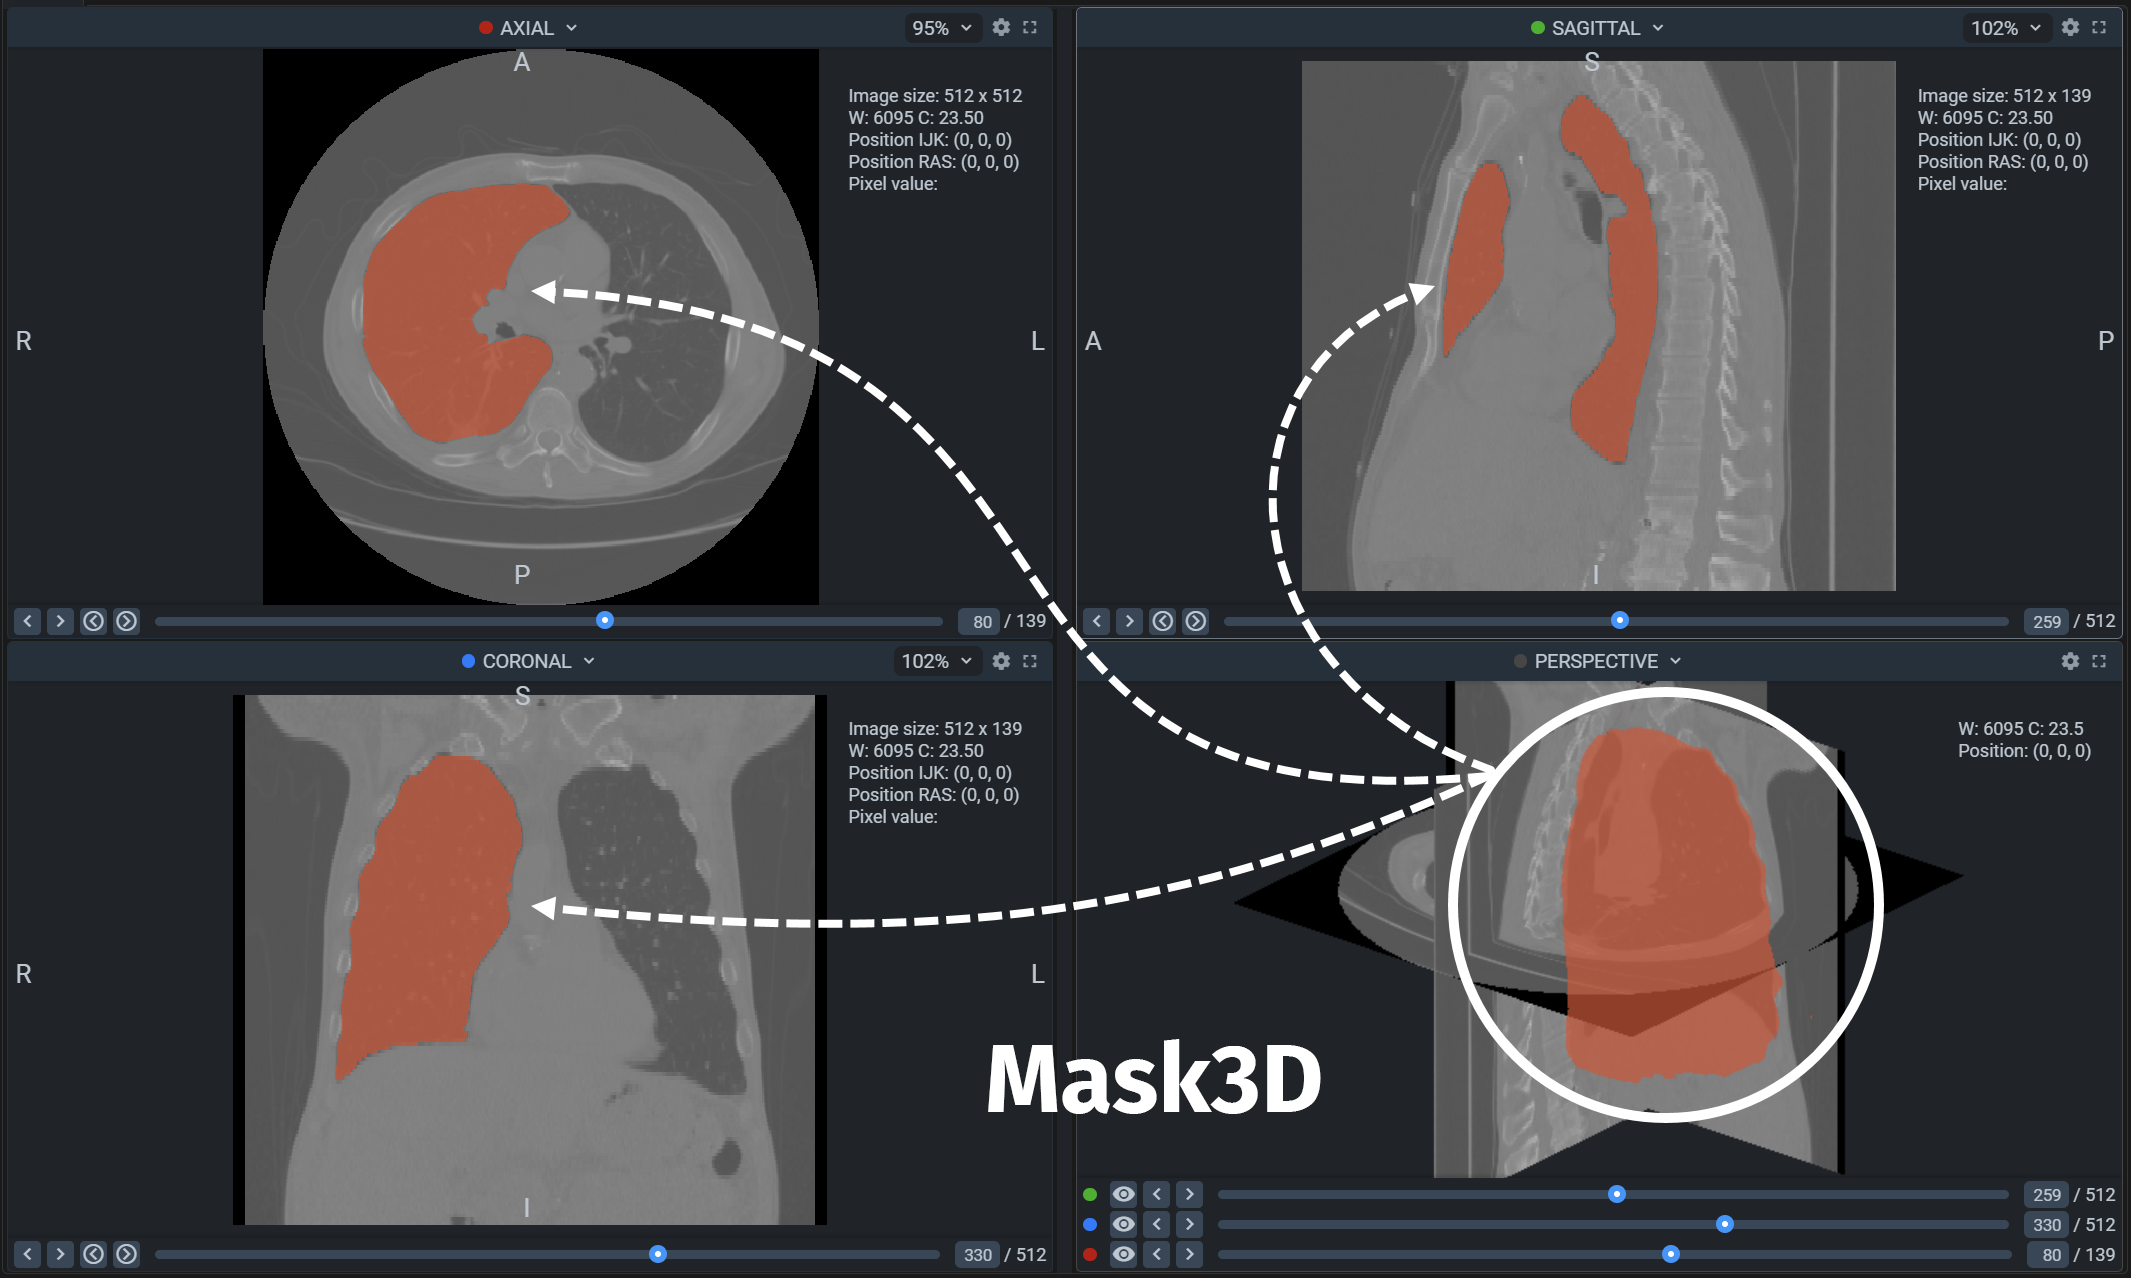 AXIAL
95%
A
Image size: 512 x 512
W: 6095 C: 23.50
Position IJK: (0, 0, 0)
Position RAS: (0, 0, 0)
Pixel value:
R
L
P
80 / 139
SAGITTAL
102%
S
Image size: 512 x 139
W: 6095 C: 23.50
Position IJK: (0, 0, 0)
Position RAS: (0, 0, 0)
Pixel value:
A
P
I
259 / 512
CORONAL
102%
S
Image size: 512 x 139
W: 6095 C: 23.50
Position IJK: (0, 0, 0)
Position RAS: (0, 0, 0)
Pixel value:
R
L
I
330 / 512
PERSPECTIVE
W: 6095 C: 23.5
Position: (0, 0, 0)
Mask3D
259 / 512
330 / 512
80 / 139